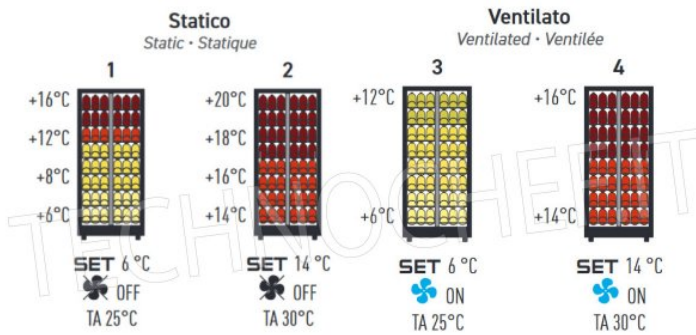 Statico
Static • Statique
Ventilato
Ventilated • Ventilée
1
2
3
4
+16°C
+12°C
+8°C
+6°C
+20°C
+18°C
+16°C
+14°C
+12°C
+6°C
+16°C
+14°C
SET 6 °C
OFF
TA 25°C
SET 14 °C
OFF
TA 30°C
SET 6 °C
ON
TA 25°C
SET 14 °C
ON
TA 30°C
TECHNOCHEF.IT